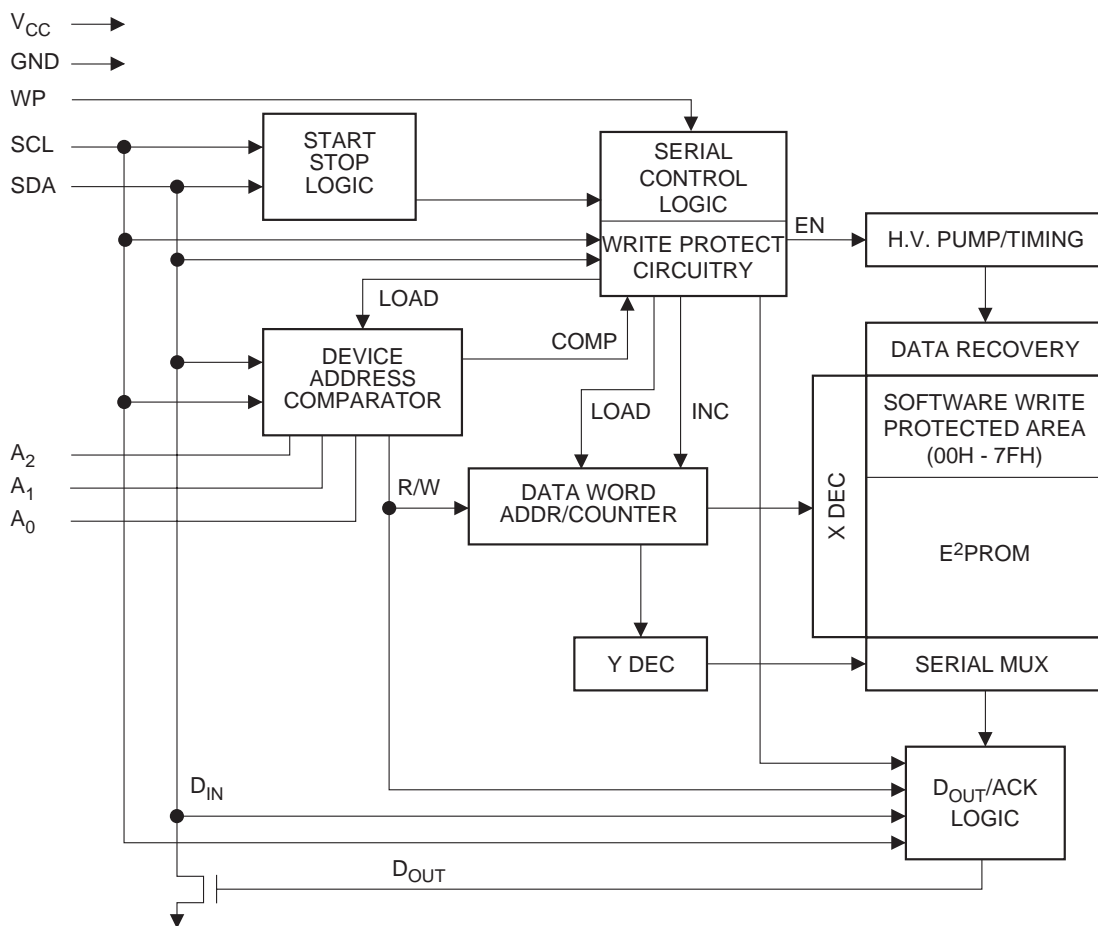 VCC
GND
WP
SCL
SDA
START
STOP
LOGIC
SERIAL
CONTROL
LOGIC
WRITE PROTECT
CIRCUITRY
EN
H.V. PUMP/TIMING
LOAD
COMP
DEVICE
ADDRESS
COMPARATOR
LOAD
INC
DATA RECOVERY
SOFTWARE WRITE
PROTECTED AREA
(00H - 7FH)
X DEC
E²PROM
A2
A1
A0
R/W
DATA WORD
ADDR/COUNTER
Y DEC
SERIAL MUX
DIN
DOUT/ACK
LOGIC
DOUT